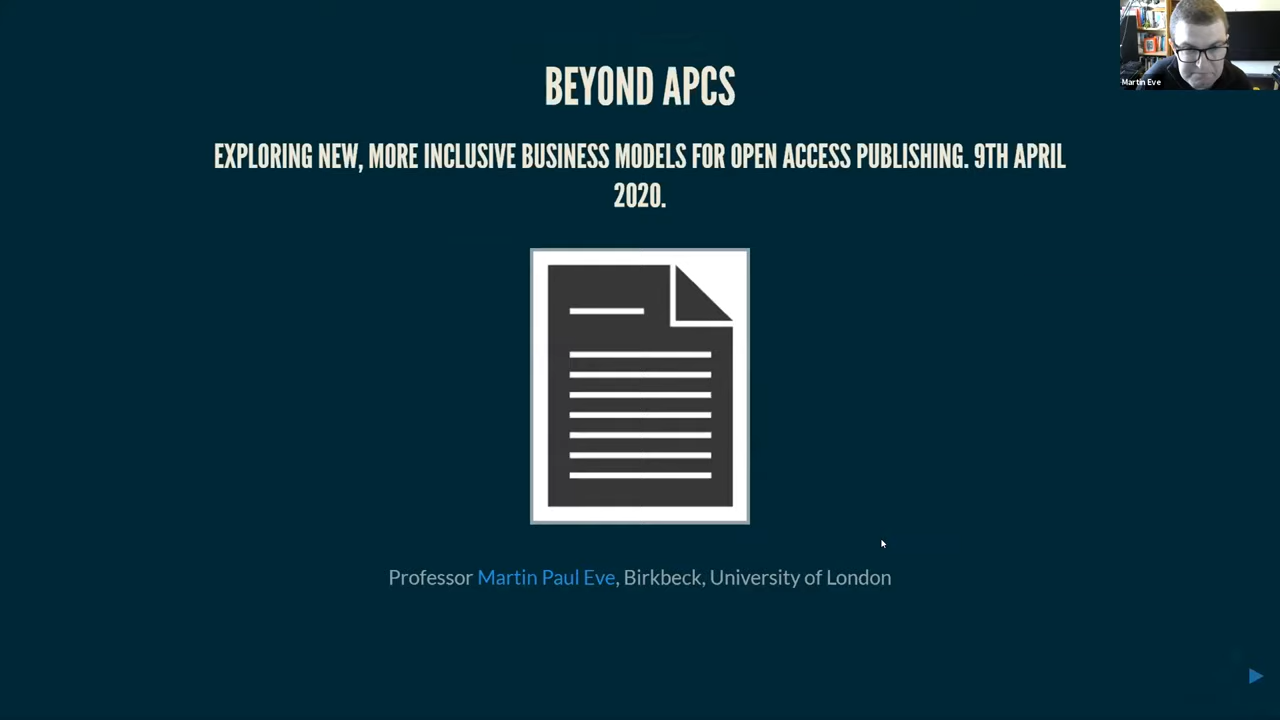 BEYOND APCS
EXPLORING NEW, MORE INCLUSIVE BUSINESS MODELS FOR OPEN ACCESS PUBLISHING. 9TH APRIL
2020.
Professor Martin Paul Eve, Birkbeck, University of London
Martin Eve